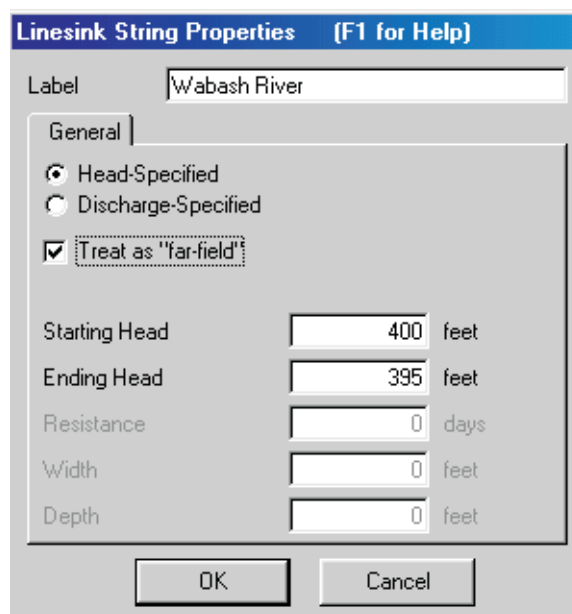 Linesink String Properties (F1 for Help)
Label Wabash River
General
Head-Specified
Discharge-Specified
Treat as "far-field"
Starting Head 400 feet
Ending Head 395 feet
Resistance 0 days
Width 0 feet
Depth 0 feet
OK Cancel